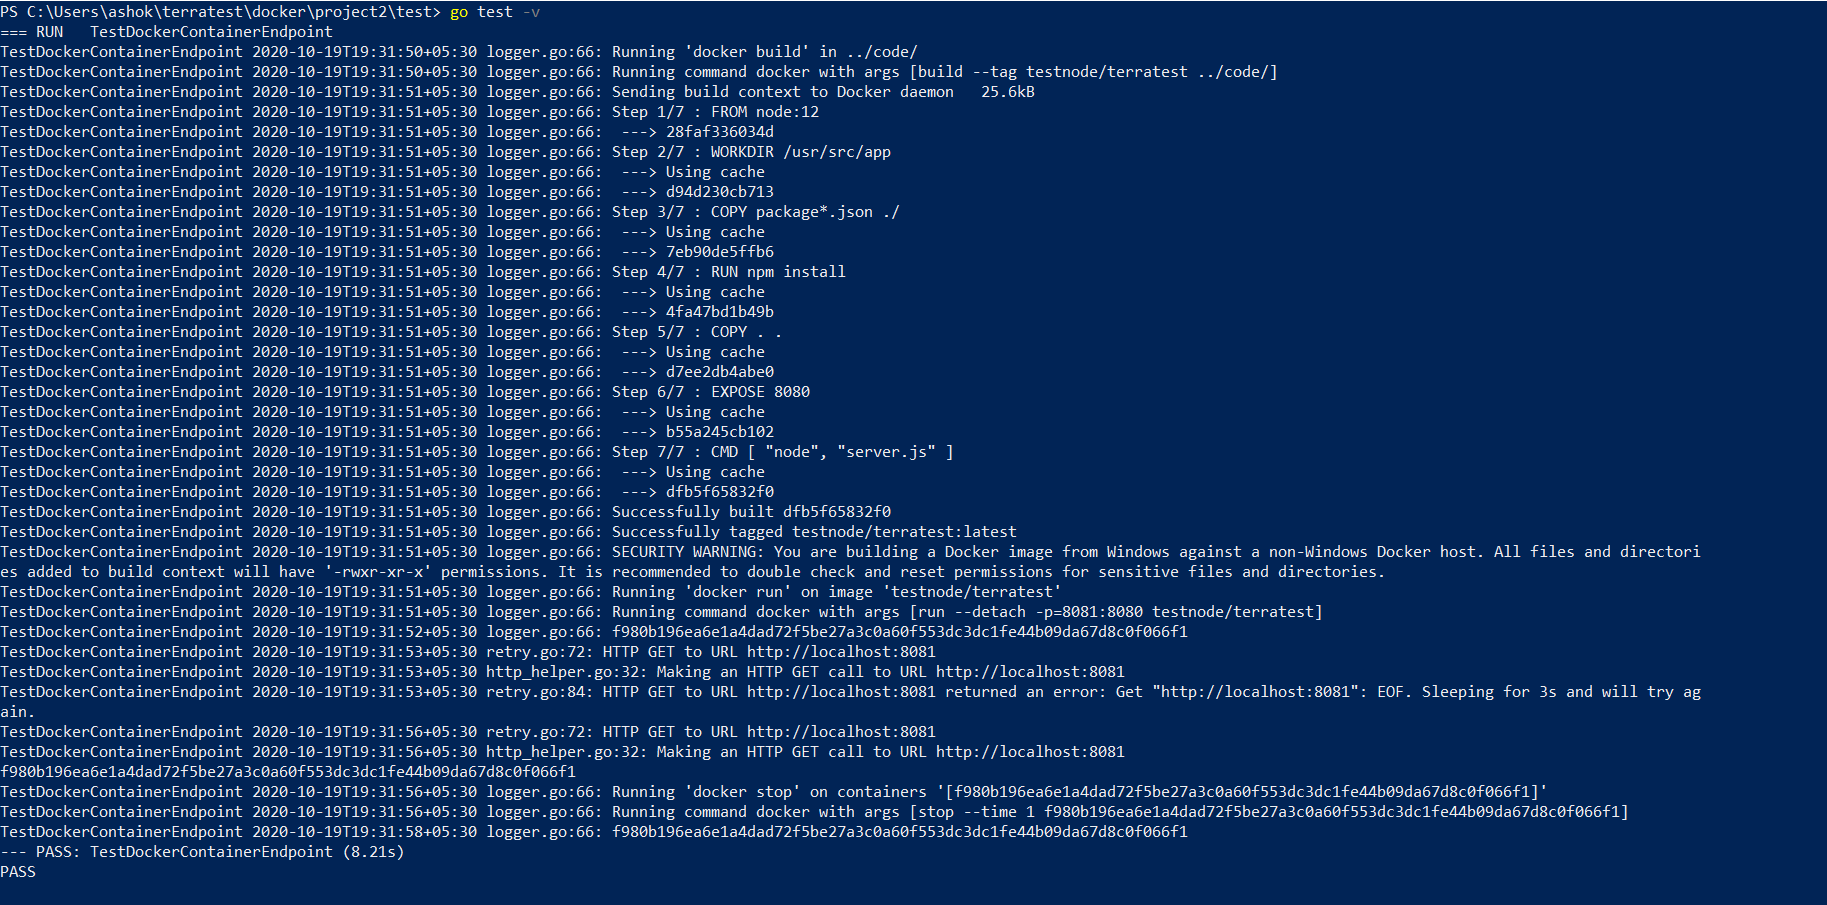 PS C:\Users\ashok\terratest\docker\project2\test> go test -v
=== RUN   TestDockerContainerEndpoint
TestDockerContainerEndpoint 2020-10-19T19:31:50+05:30 logger.go:66: Running 'docker build' in ../code/
TestDockerContainerEndpoint 2020-10-19T19:31:50+05:30 logger.go:66: Running command docker with args [build --tag testnode/terratest ../code/]
TestDockerContainerEndpoint 2020-10-19T19:31:51+05:30 logger.go:66: Sending build context to Docker daemon   25.6kB
TestDockerContainerEndpoint 2020-10-19T19:31:51+05:30 logger.go:66: Step 1/7 : FROM node:12
TestDockerContainerEndpoint 2020-10-19T19:31:51+05:30 logger.go:66:  ---> 28faf336034d
TestDockerContainerEndpoint 2020-10-19T19:31:51+05:30 logger.go:66: Step 2/7 : WORKDIR /usr/src/app
TestDockerContainerEndpoint 2020-10-19T19:31:51+05:30 logger.go:66:  ---> Using cache
TestDockerContainerEndpoint 2020-10-19T19:31:51+05:30 logger.go:66:  ---> d94d230cb713
TestDockerContainerEndpoint 2020-10-19T19:31:51+05:30 logger.go:66: Step 3/7 : COPY package*.json ./
TestDockerContainerEndpoint 2020-10-19T19:31:51+05:30 logger.go:66:  ---> Using cache
TestDockerContainerEndpoint 2020-10-19T19:31:51+05:30 logger.go:66:  ---> 7eb90de5ffb6
TestDockerContainerEndpoint 2020-10-19T19:31:51+05:30 logger.go:66: Step 4/7 : RUN npm install
TestDockerContainerEndpoint 2020-10-19T19:31:51+05:30 logger.go:66:  ---> Using cache
TestDockerContainerEndpoint 2020-10-19T19:31:51+05:30 logger.go:66:  ---> 4fa47bd1b49b
TestDockerContainerEndpoint 2020-10-19T19:31:51+05:30 logger.go:66: Step 5/7 : COPY . .
TestDockerContainerEndpoint 2020-10-19T19:31:51+05:30 logger.go:66:  ---> Using cache
TestDockerContainerEndpoint 2020-10-19T19:31:51+05:30 logger.go:66:  ---> d7ee2db4abe0
TestDockerContainerEndpoint 2020-10-19T19:31:51+05:30 logger.go:66: Step 6/7 : EXPOSE 8080
TestDockerContainerEndpoint 2020-10-19T19:31:51+05:30 logger.go:66:  ---> Using cache
TestDockerContainerEndpoint 2020-10-19T19:31:51+05:30 logger.go:66:  ---> b55a245cb102
TestDockerContainerEndpoint 2020-10-19T19:31:51+05:30 logger.go:66: Step 7/7 : CMD [ "node", "server.js" ]
TestDockerContainerEndpoint 2020-10-19T19:31:51+05:30 logger.go:66:  ---> Using cache
TestDockerContainerEndpoint 2020-10-19T19:31:51+05:30 logger.go:66:  ---> dfb5f65832f0
TestDockerContainerEndpoint 2020-10-19T19:31:51+05:30 logger.go:66: Successfully built dfb5f65832f0
TestDockerContainerEndpoint 2020-10-19T19:31:51+05:30 logger.go:66: Successfully tagged testnode/terratest:latest
TestDockerContainerEndpoint 2020-10-19T19:31:51+05:30 logger.go:66: SECURITY WARNING: You are building a Docker image from Windows against a non-Windows Docker host. All files and directori
es added to build context will have '-rwxr-xr-x' permissions. It is recommended to double check and reset permissions for sensitive files and directories.
TestDockerContainerEndpoint 2020-10-19T19:31:51+05:30 logger.go:66: Running 'docker run' on image 'testnode/terratest'
TestDockerContainerEndpoint 2020-10-19T19:31:51+05:30 logger.go:66: Running command docker with args [run --detach -p=8081:8080 testnode/terratest]
TestDockerContainerEndpoint 2020-10-19T19:31:52+05:30 logger.go:66: f980b196ea6e1a4dad72f5be27a3c0a60f553dc3dc1fe44b09da67d8c0f066f1
TestDockerContainerEndpoint 2020-10-19T19:31:53+05:30 retry.go:72: HTTP GET to URL http://localhost:8081
TestDockerContainerEndpoint 2020-10-19T19:31:53+05:30 http_helper.go:32: Making an HTTP GET call to URL http://localhost:8081
TestDockerContainerEndpoint 2020-10-19T19:31:53+05:30 retry.go:84: HTTP GET to URL http://localhost:8081 returned an error: Get "http://localhost:8081": EOF. Sleeping for 3s and will try ag
ain.
TestDockerContainerEndpoint 2020-10-19T19:31:56+05:30 retry.go:72: HTTP GET to URL http://localhost:8081
TestDockerContainerEndpoint 2020-10-19T19:31:56+05:30 http_helper.go:32: Making an HTTP GET call to URL http://localhost:8081
f980b196ea6e1a4dad72f5be27a3c0a60f553dc3dc1fe44b09da67d8c0f066f1
TestDockerContainerEndpoint 2020-10-19T19:31:56+05:30 logger.go:66: Running 'docker stop' on containers '[f980b196ea6e1a4dad72f5be27a3c0a60f553dc3dc1fe44b09da67d8c0f066f1]'
TestDockerContainerEndpoint 2020-10-19T19:31:56+05:30 logger.go:66: Running command docker with args [stop --time 1 f980b196ea6e1a4dad72f5be27a3c0a60f553dc3dc1fe44b09da67d8c0f066f1]
TestDockerContainerEndpoint 2020-10-19T19:31:58+05:30 logger.go:66: f980b196ea6e1a4dad72f5be27a3c0a60f553dc3dc1fe44b09da67d8c0f066f1
--- PASS: TestDockerContainerEndpoint (8.21s)
PASS